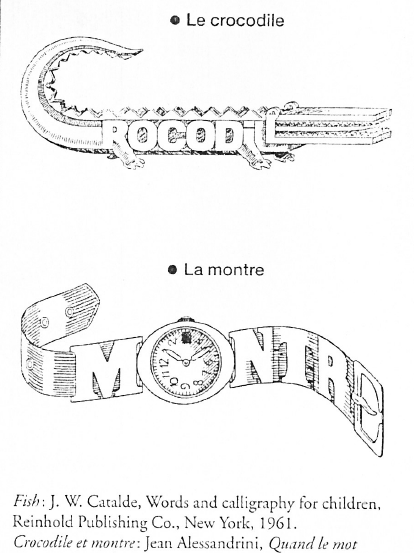 ● Le crocodile
CROCODiLE
● La montre
MONTRE
Fish: J. W. Catalde, Words and calligraphy for children,
Reinhold Publishing Co., New York, 1961.
Crocodile et montre: Jean Alessandrini, Quand le mot